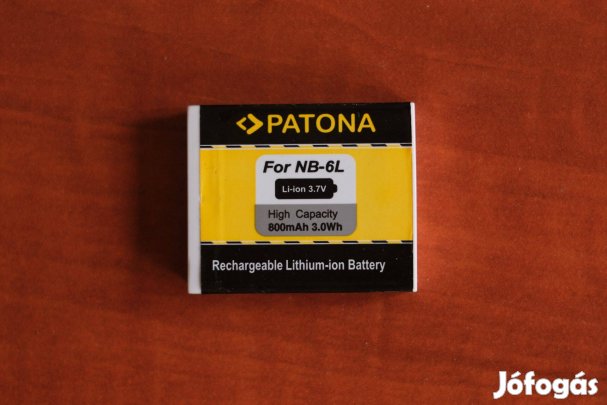 PATONA
For NB-6L
Li-ion 3.7V
High Capacity
800mAh 3.0Wh
Rechargeable Lithium-ion Battery
Jófogás